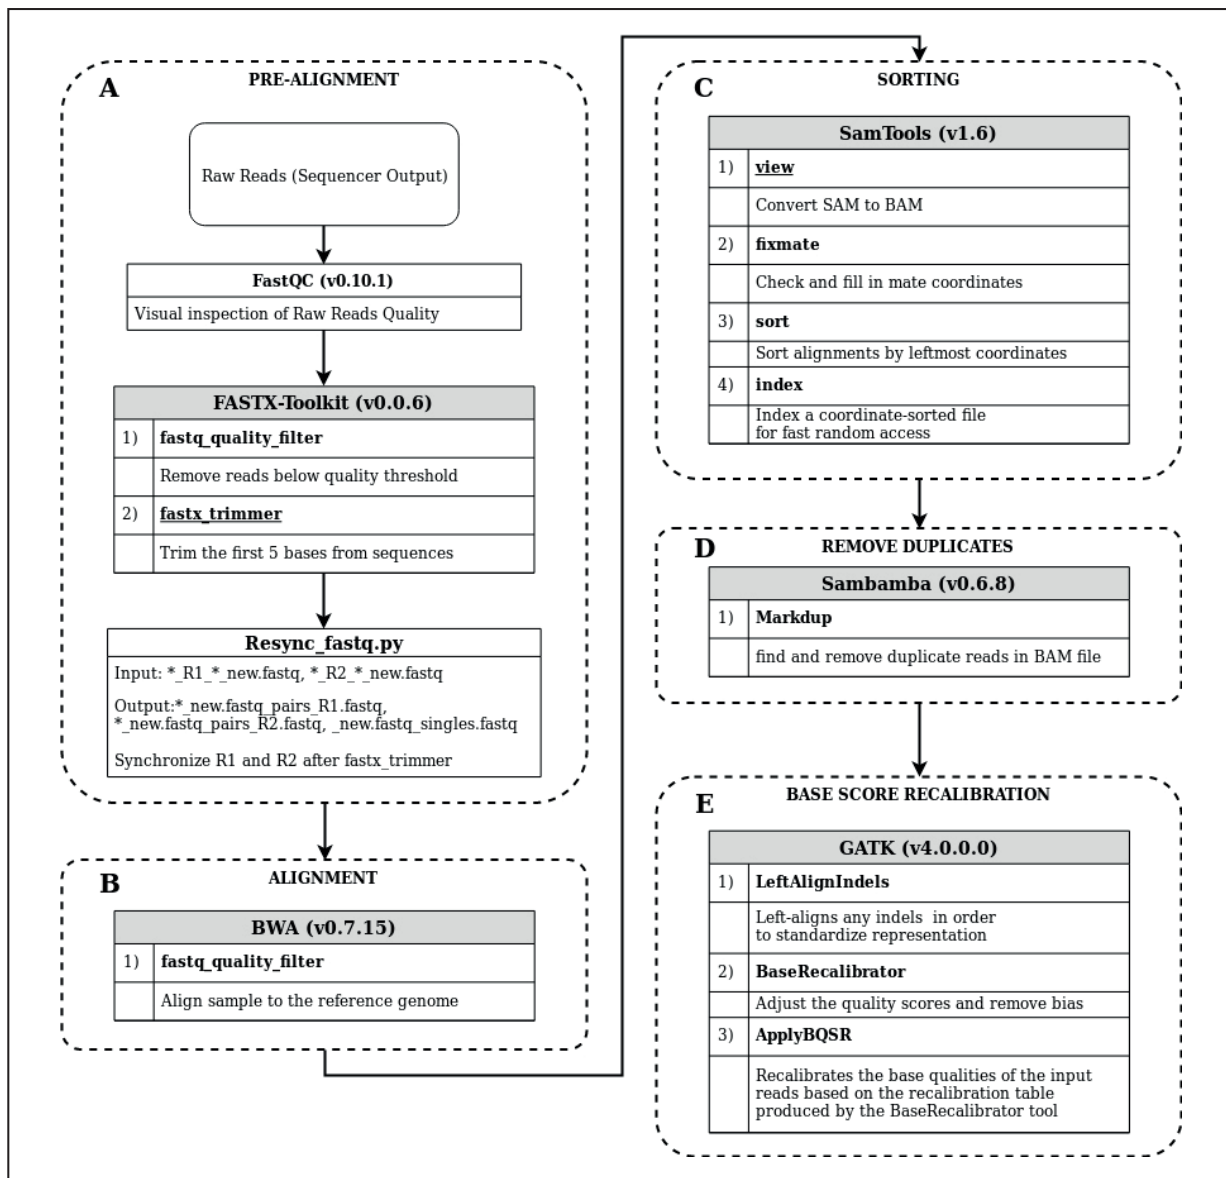 A
PRE-ALIGNMENT
Raw Reads (Sequencer Output)
FastQC (v0.10.1)
Visual inspection of Raw Reads Quality
FASTX-Toolkit (v0.0.6)
1) fastq_quality_filter
Remove reads below quality threshold
2) fastx_trimmer
Trim the first 5 bases from sequences
Resync_fastq.py
Input: *_R1_*_new.fastq, *_R2_*_new.fastq
Output:*_new.fastq_pairs_R1.fastq,
*_new.fastq_pairs_R2.fastq, _new.fastq_singles.fastq
Synchronize R1 and R2 after fastx_trimmer
B
ALIGNMENT
BWA (v0.7.15)
1) fastq_quality_filter
Align sample to the reference genome
C
SORTING
SamTools (v1.6)
1) view
Convert SAM to BAM
2) fixmate
Check and fill in mate coordinates
3) sort
Sort alignments by leftmost coordinates
4) index
Index a coordinate-sorted file
for fast random access
D
REMOVE DUPLICATES
Sambamba (v0.6.8)
1) Markdup
find and remove duplicate reads in BAM file
E
BASE SCORE RECALIBRATION
GATK (v4.0.0.0)
1) LeftAlignIndels
Left-aligns any indels in order
to standardize representation
2) BaseRecalibrator
Adjust the quality scores and remove bias
3) ApplyBQSR
Recalibrates the base qualities of the input
reads based on the recalibration table
produced by the BaseRecalibrator tool